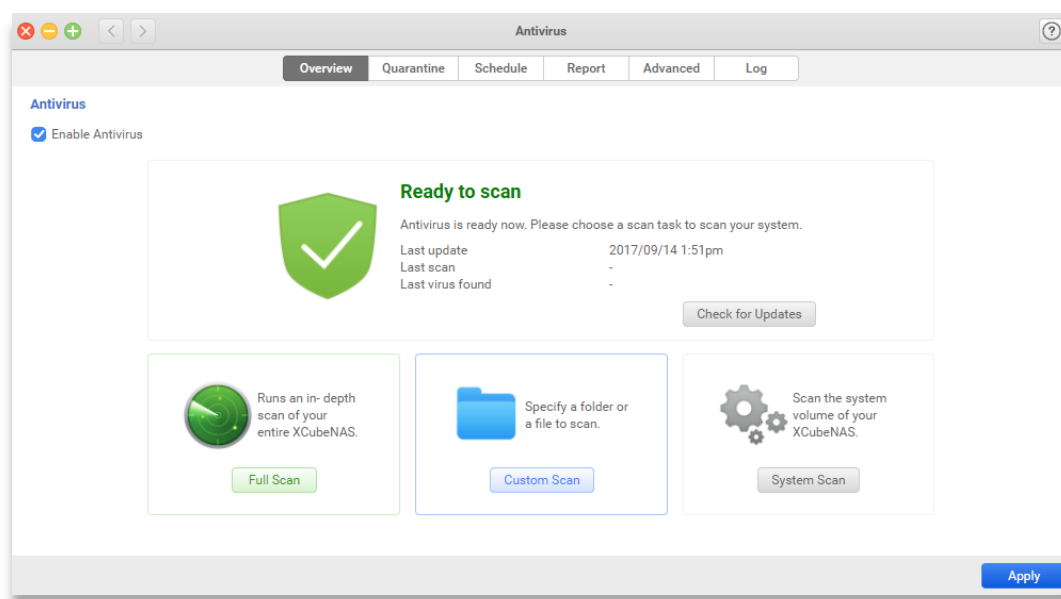 Antivirus
?
Overview
Quarantine
Schedule
Report
Advanced
Log
Antivirus
Enable Antivirus
Ready to scan
Antivirus is ready now. Please choose a scan task to scan your system.
Last update 2017/09/14 1:51pm
Last scan -
Last virus found -
Check for Updates
Runs an in- depth
scan of your
entire XCubeNAS.
Full Scan
Specify a folder or
a file to scan.
Custom Scan
Scan the system
volume of your
XCubeNAS.
System Scan
Apply